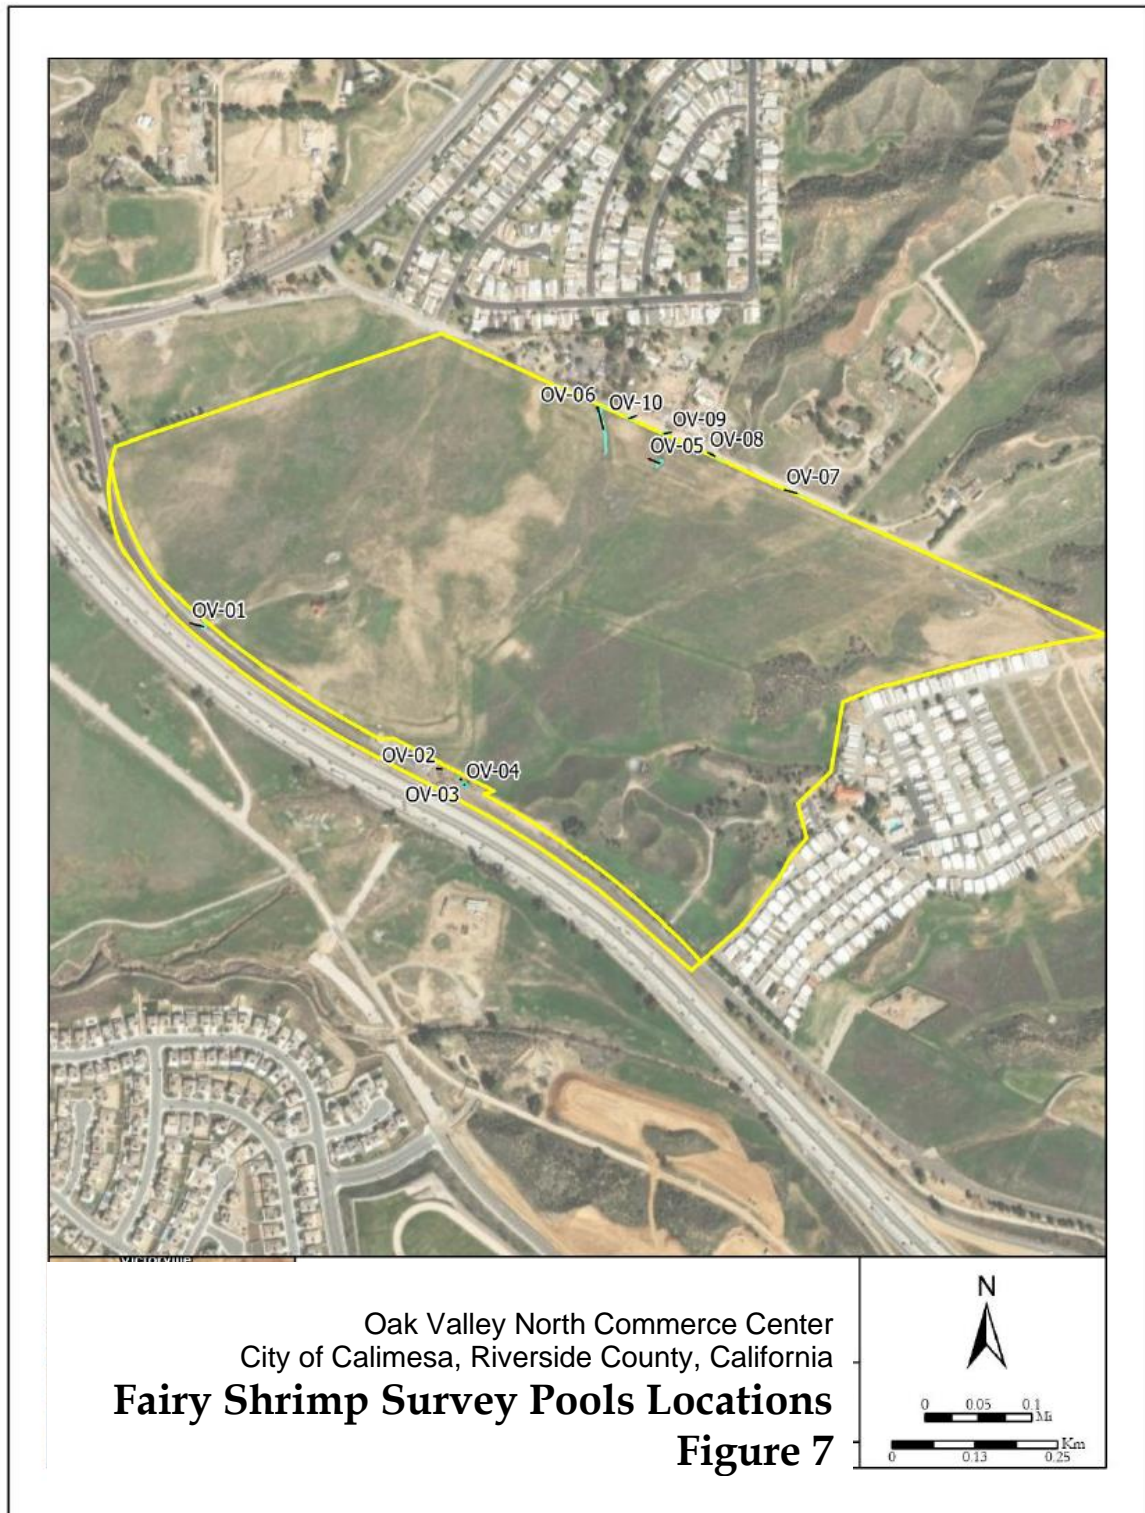 OV-06
OV-10
OV-09
OV-05
OV-08
OV-07
OV-01
OV-02
OV-04
OV-03
Victorville
Oak Valley North Commerce Center
City of Calimesa, Riverside County, California
Fairy Shrimp Survey Pools Locations
Figure 7
N
0 0.05 0.1
Mi
Km
0 0.13 0.25